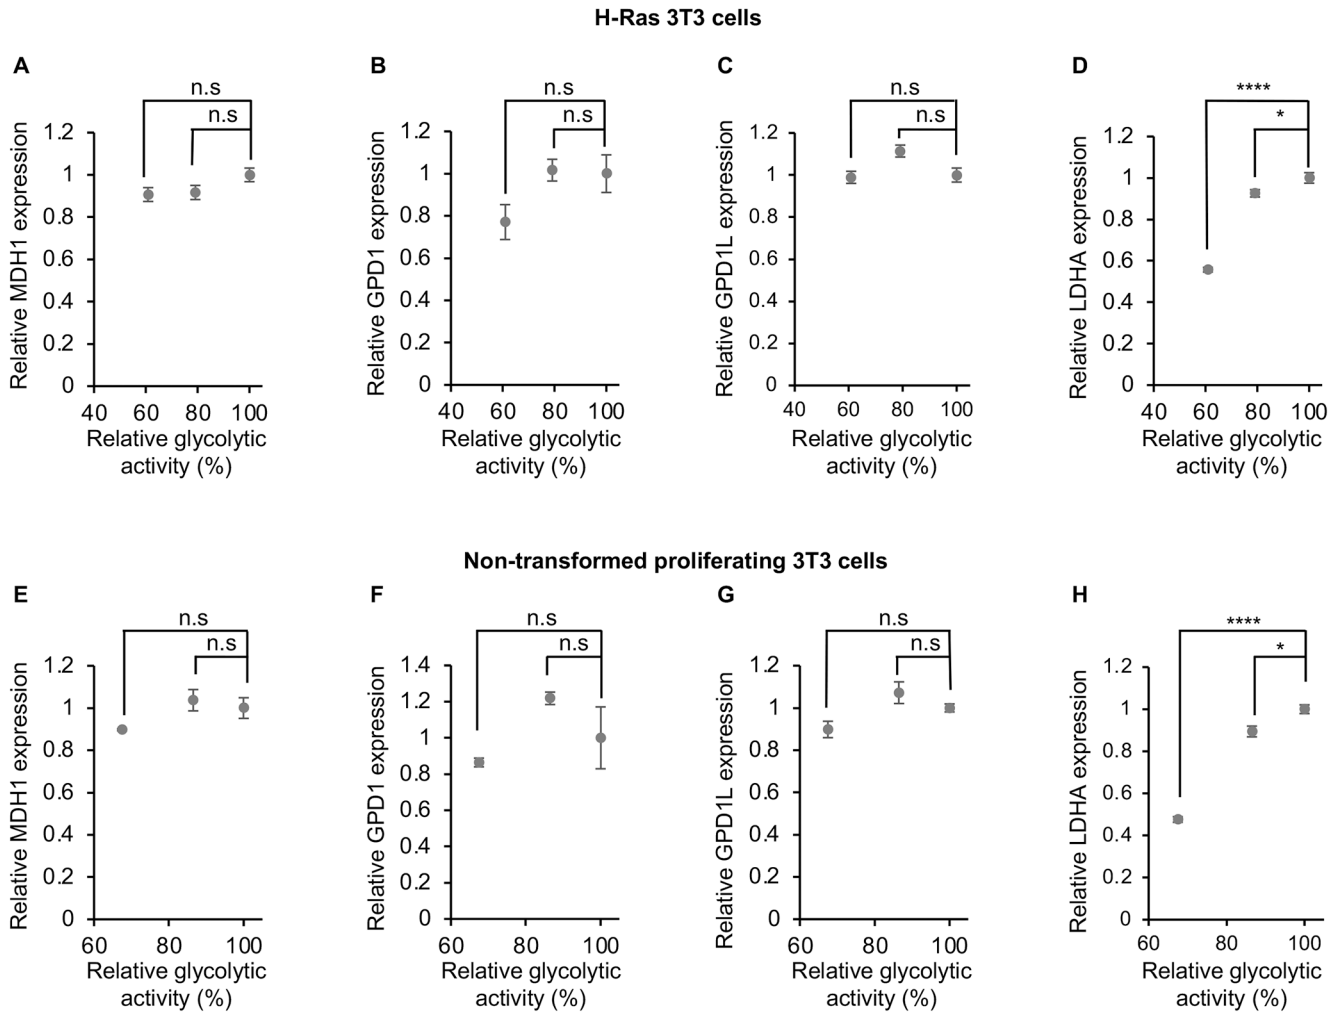 H-Ras 3T3 cells
A
n.s
n.s
Relative MDH1 expression
1.2
1
0.8
0.6
0.4
0.2
0
40 60 80 100
Relative glycolytic
activity (%)
B
n.s
n.s
Relative GPD1 expression
1.2
1
0.8
0.6
0.4
0.2
0
40 60 80 100
Relative glycolytic
activity (%)
C
n.s
n.s
Relative GPD1L expression
1.2
1
0.8
0.6
0.4
0.2
0
40 60 80 100
Relative glycolytic
activity (%)
D
****
*
Relative LDHA expression
1.2
1
0.8
0.6
0.4
0.2
0
40 60 80 100
Relative glycolytic
activity (%)
Non-transformed proliferating 3T3 cells
E
n.s
n.s
Relative MDH1 expression
1.2
1
0.8
0.6
0.4
0.2
0
60 80 100
Relative glycolytic
activity (%)
F
n.s
n.s
Relative GPD1 expression
1.4
1.2
1
0.8
0.6
0.4
0.2
0
60 80 100
Relative glycolytic
activity (%)
G
n.s
n.s
Relative GPD1L expression
1.2
1
0.8
0.6
0.4
0.2
0
60 80 100
Relative glycolytic
activity (%)
H
****
*
Relative LDHA expression
1.2
1
0.8
0.6
0.4
0.2
0
60 80 100
Relative glycolytic
activity (%)